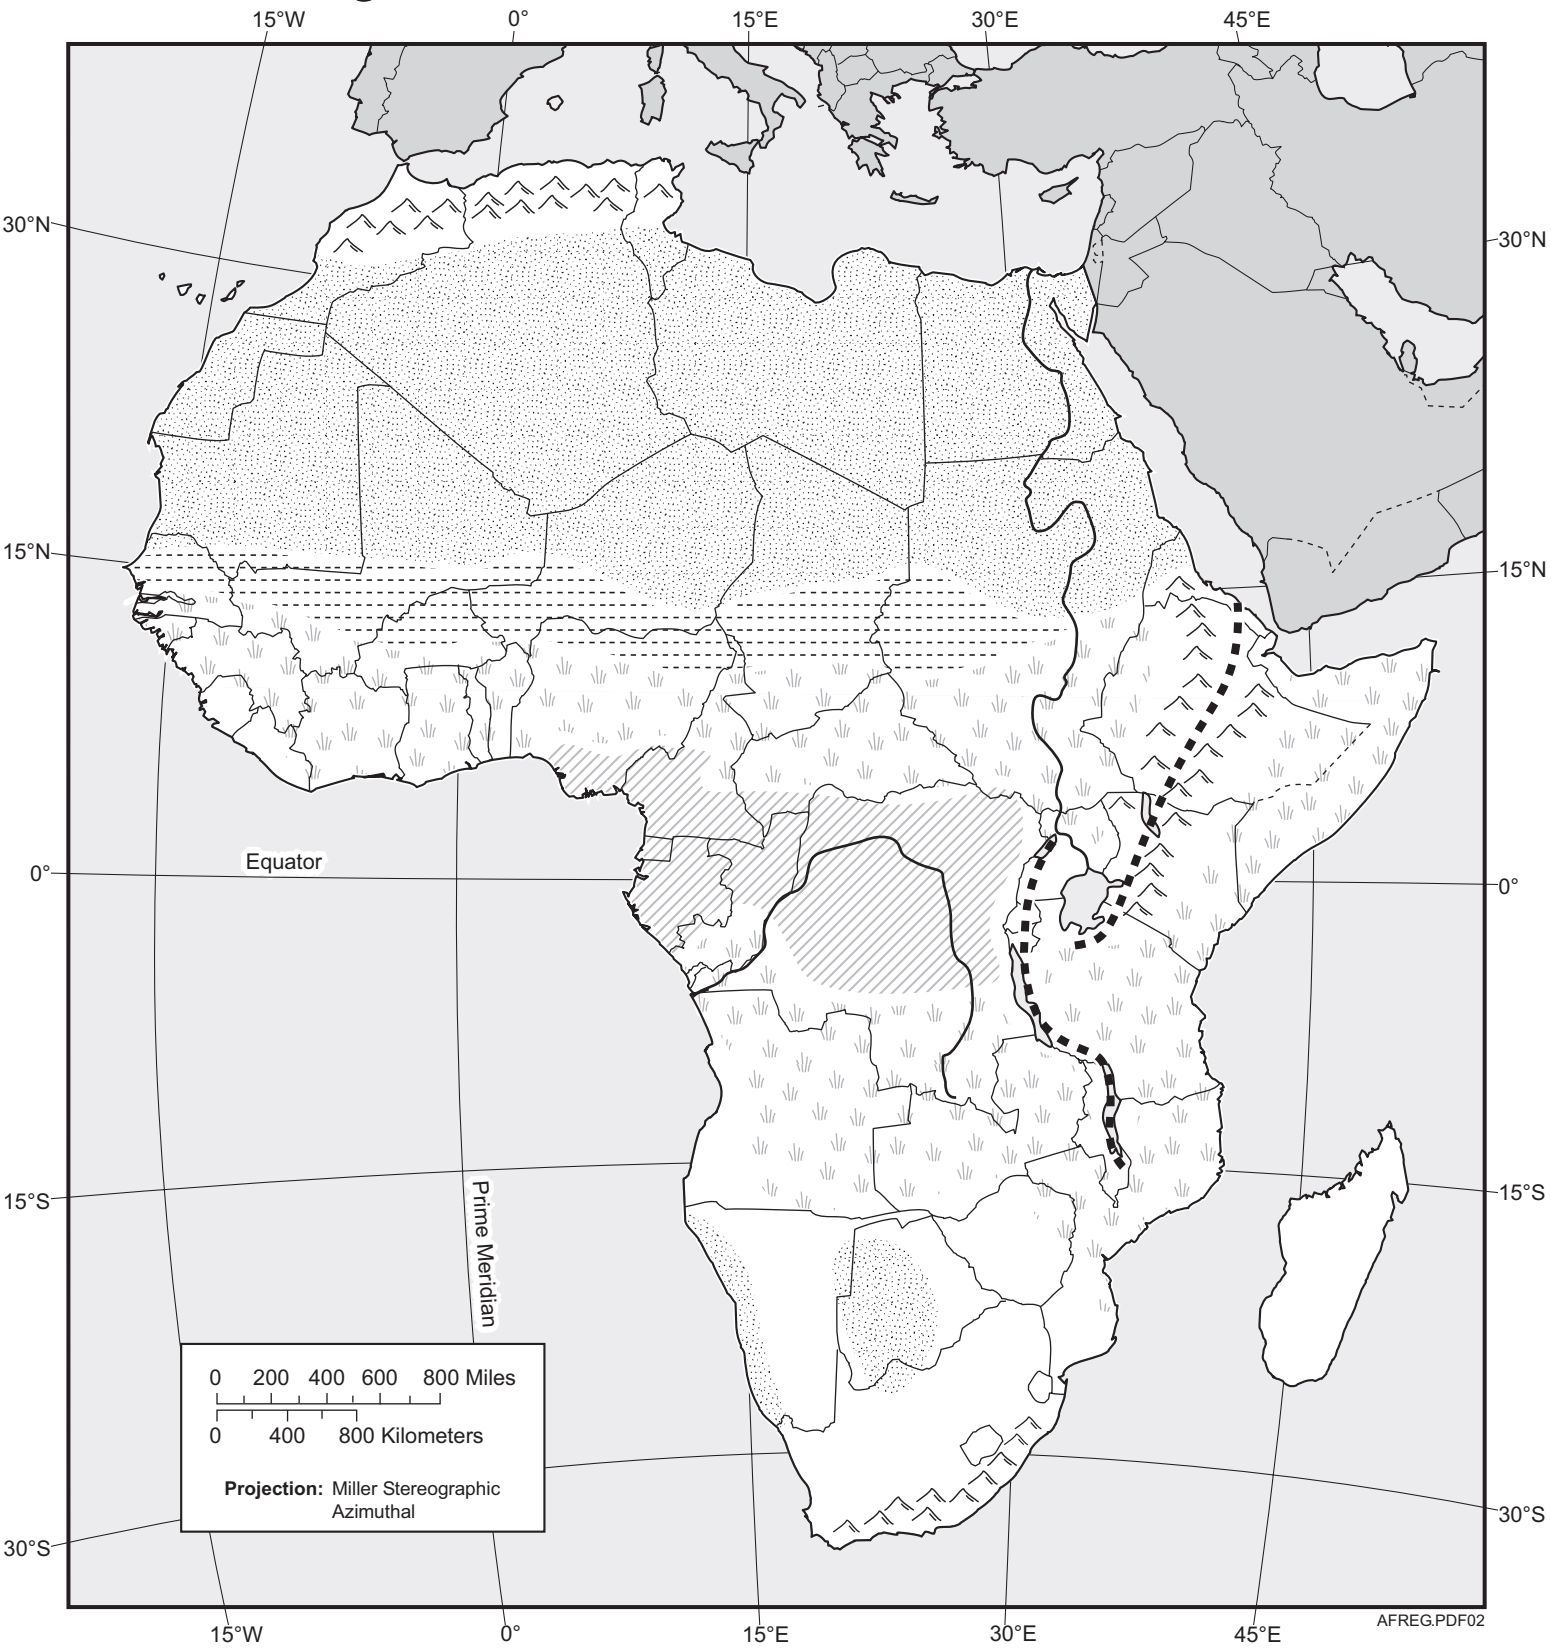 15°W 0° 15°E 30°E 45°E
30°N
30°N
15°N
15°N
Equator
0°
0°
15°S
15°S
Prime Meridian
0 200 400 600 800 Miles
0 400 800 Kilometers
Projection: Miller Stereographic
Azimuthal
30°S
30°S
AFREG.PDF02
15°W 0° 15°E 30°E 45°E